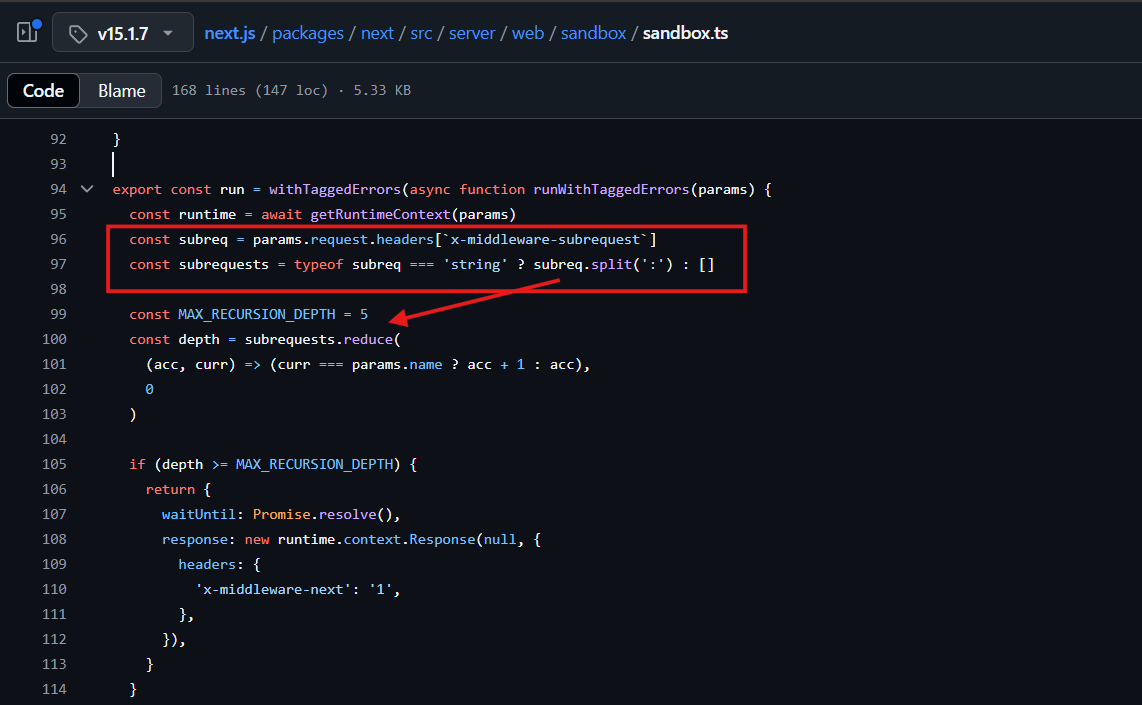 v15.1.7 next.js / packages / next / src / server / web / sandbox / sandbox.ts
Code Blame 168 lines (147 loc) · 5.33 KB
92 }
93
94 export const run = withTaggedErrors(async function runWithTaggedErrors(params) {
95 const runtime = await getRuntimeContext(params)
96 const subreq = params.request.headers[`x-middleware-subrequest`]
97 const subrequests = typeof subreq === 'string' ? subreq.split(':') : []
98
99 const MAX_RECURSION_DEPTH = 5
100 const depth = subrequests.reduce(
101 (acc, curr) => (curr === params.name ? acc + 1 : acc),
102 0
103 )
104
105 if (depth >= MAX_RECURSION_DEPTH) {
106 return {
107 waitUntil: Promise.resolve(),
108 response: new runtime.context.Response(null, {
109 headers: {
110 'x-middleware-next': '1',
111 },
112 }),
113 }
114 }